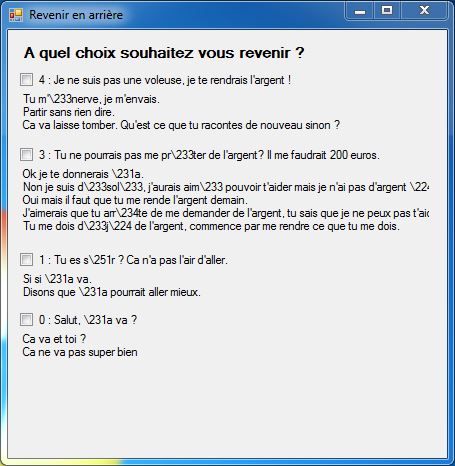 Revenir en arrière
A quel choix souhaitez vous revenir ?
4 : Je ne suis pas une voleuse, je te rendrais l'argent !
Tu m'\233nerve, je m'envais.
Partir sans rien dire.
Ca va laisse tomber. Qu'est ce que tu racontes de nouveau sinon ?
3 : Tu ne pourrais pas me pr\233ter de l'argent? Il me faudrait 200 euros.
Ok je te donnerais \231a.
Non je suis d\233sol\233, j'aurais aim\233 pouvoir t'aider mais je n'ai pas d'argent \224
Oui mais il faut que tu me rende l'argent demain.
J'aimerais que tu arr\234te de me demander de l'argent, tu sais que je ne peux pas t'aid
Tu me dois d\233j\224 de l'argent, commence par me rendre ce que tu me dois.
1 : Tu es s\251r ? Ca n'a pas l'air d'aller.
Si si \231a va.
Disons que \231a pourrait aller mieux.
0 : Salut, \231a va ?
Ca va et toi ?
Ca ne va pas super bien